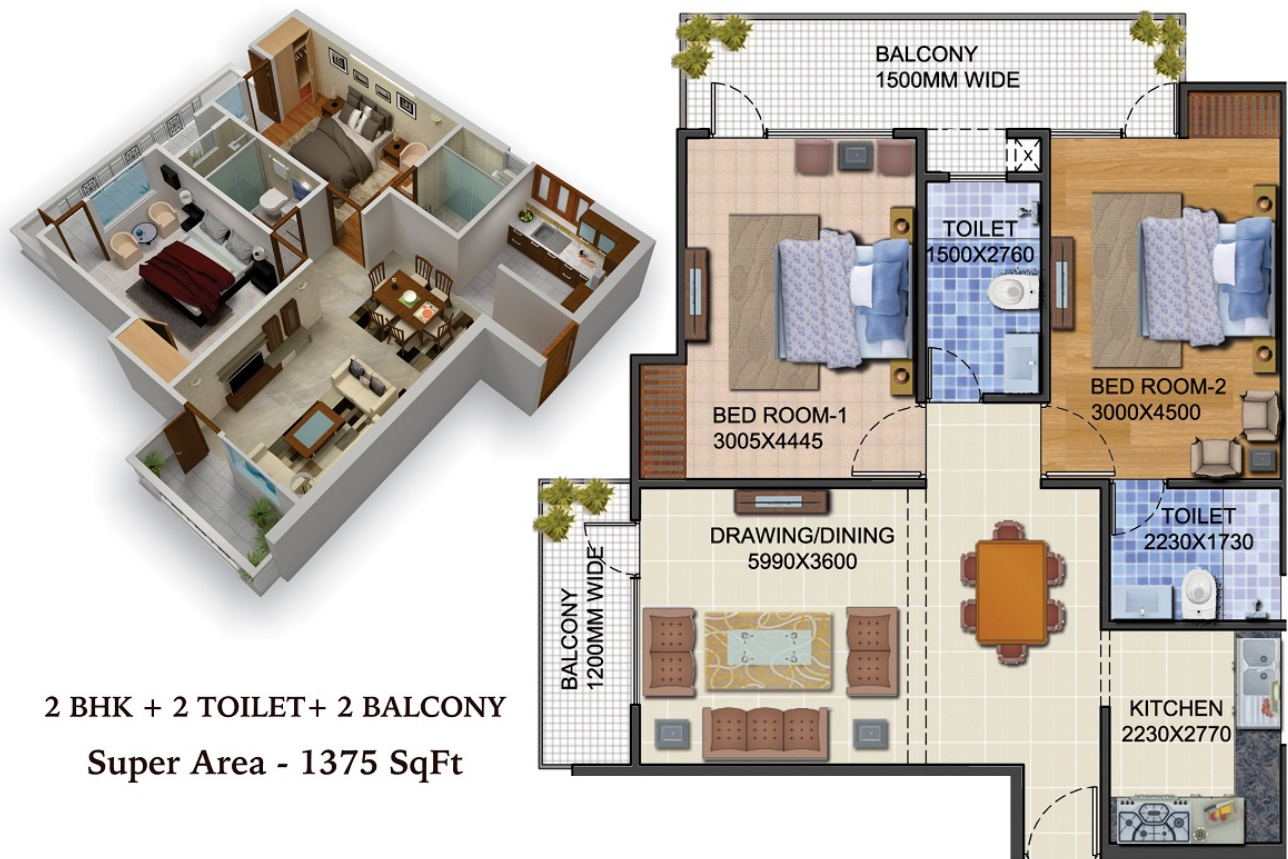 BALCONY
1500MM WIDE
TOILET
1500X2760
BED ROOM-1
3005X4445
BED ROOM-2
3000X4500
TOILET
2230X1730
DRAWING/DINING
5990X3600
BALCONY
1200MM WIDE
KITCHEN
2230X2770
2 BHK + 2 TOILET+ 2 BALCONY
Super Area - 1375 SqFt
X